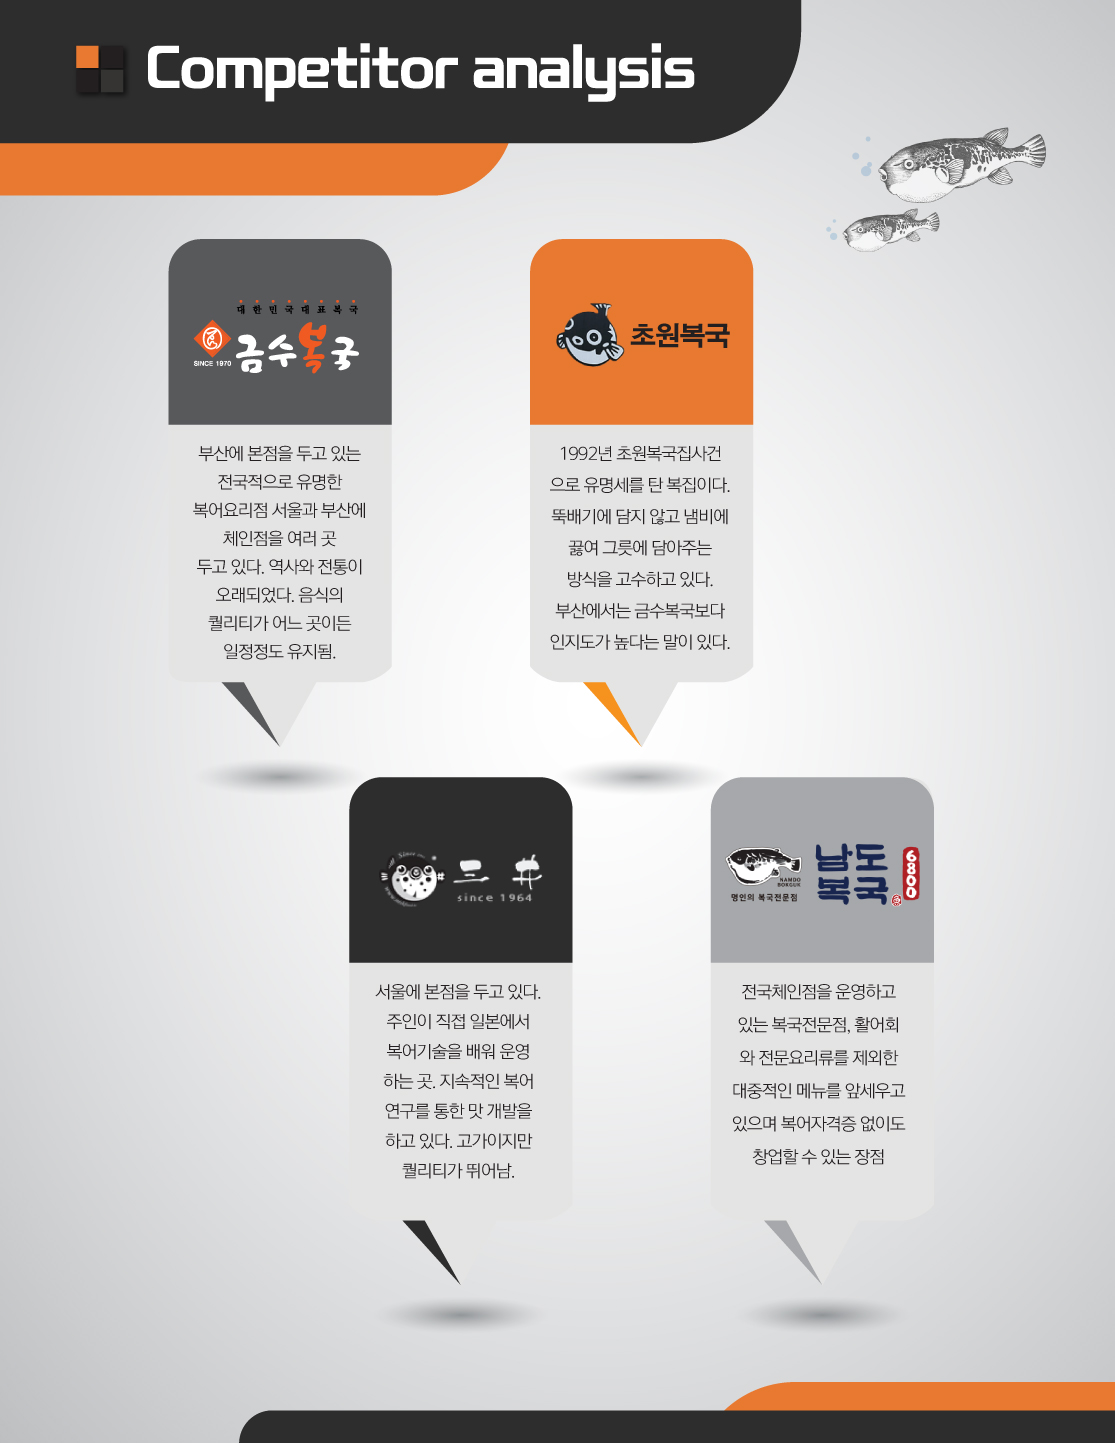 Competitor analysis
대한민국대표복국
금수복국
SINCE 1970
부산에 본점을 두고 있는
전국적으로 유명한
복어요리점 서울과 부산에
체인점을 여러 곳
두고 있다. 역사와 전통이
오래되었다. 음식의
퀄리티가 어느 곳이든
일정정도 유지됨.
초원복국
1992년 초원복국집사건
으로 유명세를 탄 복집이다.
뚝배기에 담지 않고 냄비에
끓여 그릇에 담아주는
방식을 고수하고 있다.
부산에서는 금수복국보다
인지도가 높다는 말이 있다.
三井
since 1964
서울에 본점을 두고 있다.
주인이 직접 일본에서
복어기술을 배워 운영
하는 곳. 지속적인 복어
연구를 통한 맛 개발을
하고 있다. 고가이지만
퀄리티가 뛰어남.
NAMDO
BOKGUK
명인의 복국전문점
남도
복국
6800
전국체인점을 운영하고
있는 복국전문점, 활어회
와 전문요리류를 제외한
대중적인 메뉴를 앞세우고
있으며 복어자격증 없이도
창업할 수 있는 장점